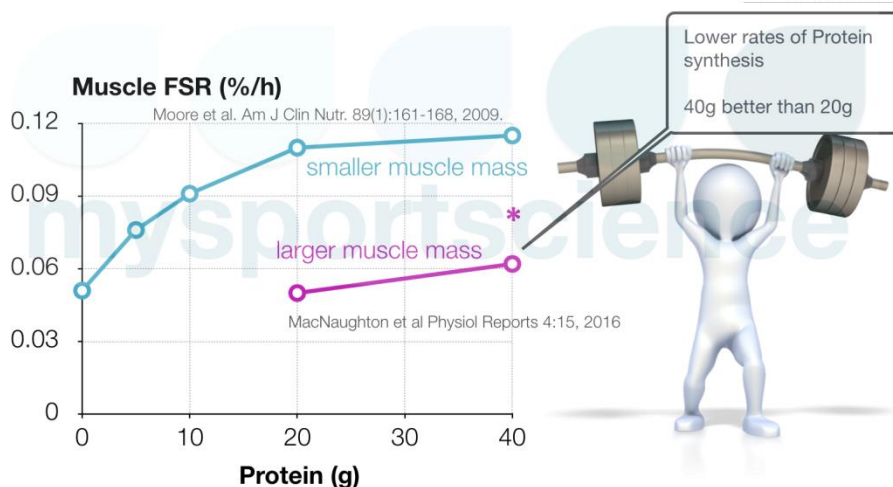 Lower rates of Protein
synthesis
40g better than 20g
Muscle FSR (%/h)
Moore et al. Am J Clin Nutr. 89(1):161-168, 2009.
0.12
smaller muscle mass
0.09
mysportscience
*
larger muscle mass
0.06
MacNaughton et al Physiol Reports 4:15, 2016
0.03
0
0 10 20 30 40
Protein (g)